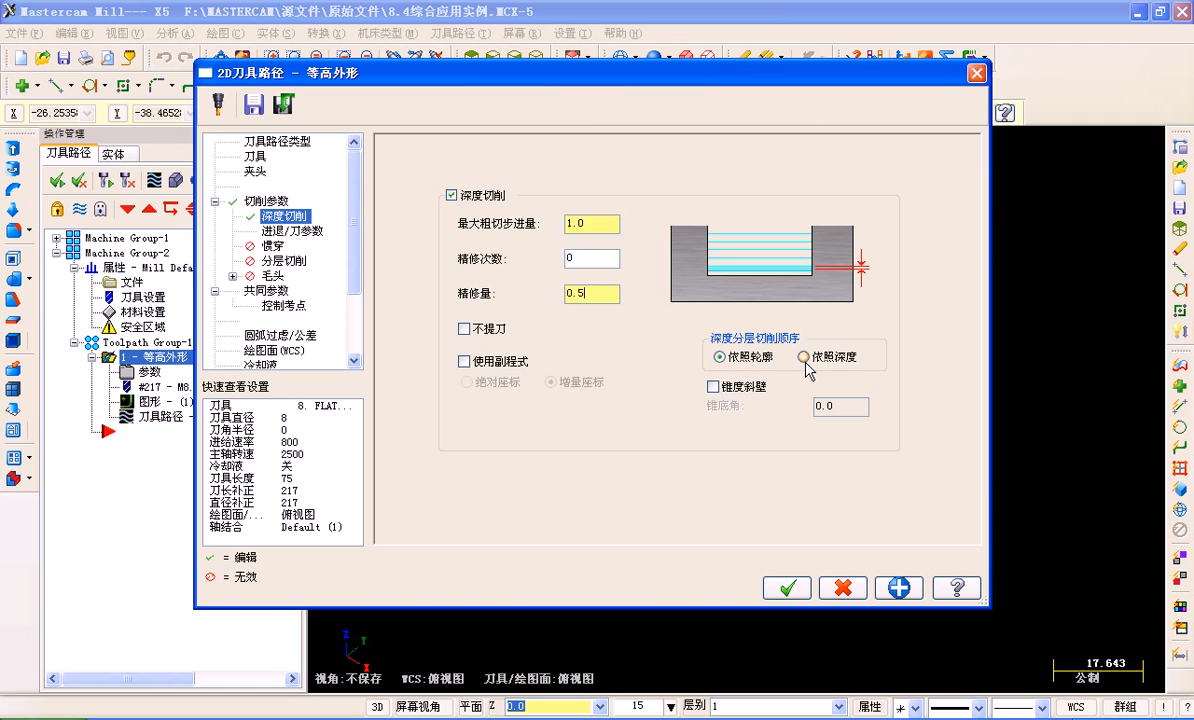 Mastercam Mill--- X5 F:\MASTERCAM\源文件\原始文件\8.4综合应用实例.MCX-5
文件(F) 编辑(E) 视图(V) 分析(A) 绘图(C) 实体(S) 转换(X) 机床类型(M) 刀具路径(T) 屏幕(R) 设置(I) 帮助(H)
X -26.2535 Y -38.4652
操作管理
刀具路径 实体
Machine Group-1
Machine Group-2
属性 - Mill Defa
文件
刀具设置
材料设置
安全区域
Toolpath Group-1
1 - 等高外形
参数
#217 - M8.
图形 - (1)
刀具路径 -
2D刀具路径 - 等高外形
刀具路径类型
刀具
夹头
切削参数
深度切削
进退/刀参数
惯穿
分层切削
毛头
共同参数
控制考点
圆弧过虑/公差
绘图面(WCS)
冷却液
快速查看设置
刀具 8. FLAT...
刀具直径 8
刀角半径 0
进给速率 800
主轴转速 2500
冷却液 关
刀具长度 75
刀长补正 217
直径补正 217
绘图面/... 俯视图
轴结合 Default (1)
= 编辑
= 无效
深度切削
最大粗切步进量: 1.0
精修次数: 0
精修量: 0.5
不提刀
使用副程式
绝对座标 增量座标
深度分层切削顺序
依照轮廓 依照深度
锥度斜壁
锥底角: 0.0
Z Y X
视角:不保存 WCS:俯视图 刀具/绘图面:俯视图
17.643
公制
3D 屏幕视角 平面 Z 0.0 15 层别 1 属性 WCS 群组 ! ?